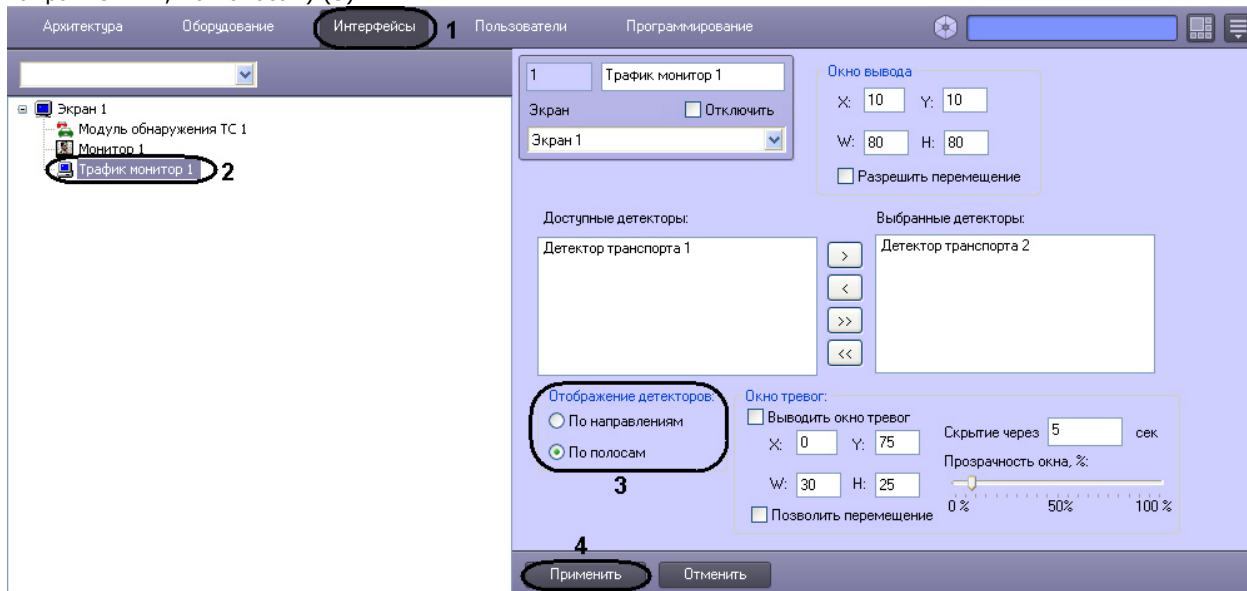 Архитектура Оборудование Интерфейсы 1 Пользователи Программирование
Экран 1
Модуль обнаружения ТС 1
Монитор 1
Трафик монитор 1 2
1 Трафик монитор 1
Экран Отключить
Экран 1
Окно вывода
X: 10 Y: 10
W: 80 H: 80
Разрешить перемещение
Доступные детекторы: Выбранные детекторы:
Детектор транспорта 1 > Детектор транспорта 2
<
>>
<<
Отображение детекторов:
По направлениям
По полосам
3
Окно тревог:
Выводить окно тревог
X: 0 Y: 75
W: 30 H: 25
Позволить перемещение
Скрытие через 5 сек
Прозрачность окна, %:
0 % 50% 100 %
4
Применить Отменить